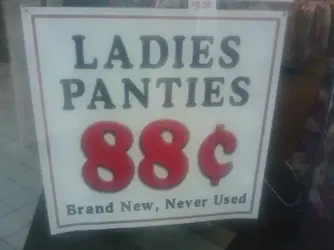 LADIES
PANTIES
88¢
Brand New, Never Used